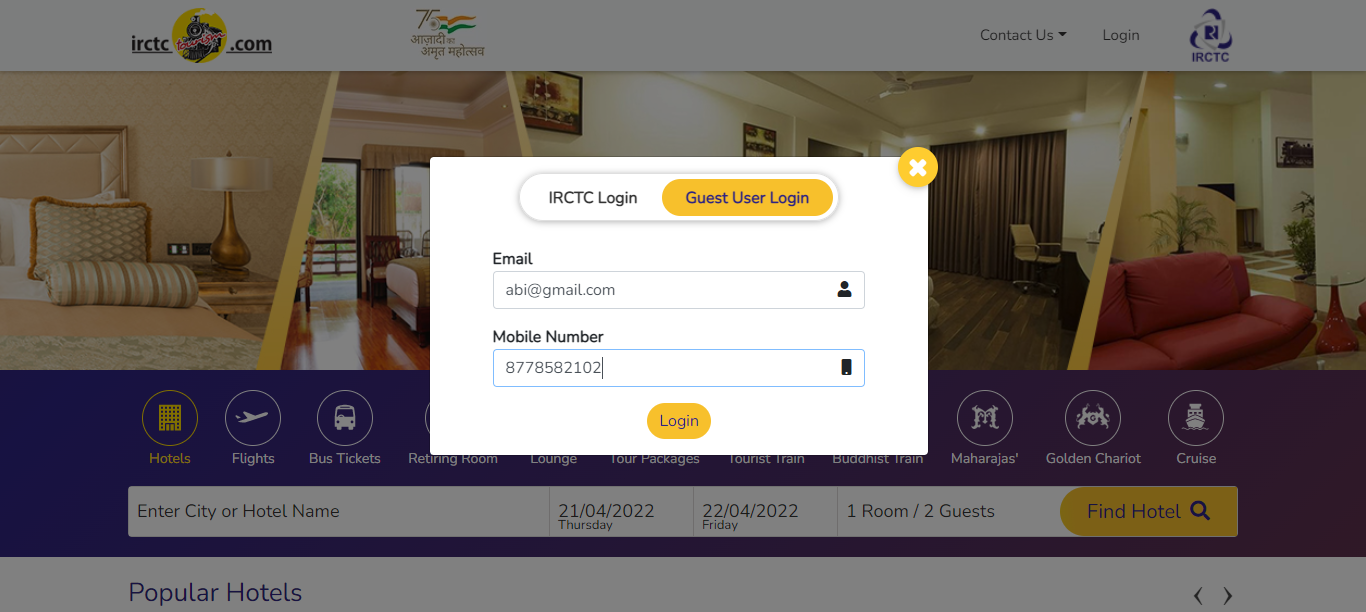 irctc tourism .com
75
आज़ादी का
अमृत महोत्सव
Contact Us
Login
IRCTC
IRCTC Login
Guest User Login
Email
abi@gmail.com
Mobile Number
8778582102
Login
Hotels
Flights
Bus Tickets
Retiring Room
Lounge
Tour Packages
Tourist Train
Buddhist Train
Maharajas'
Golden Chariot
Cruise
Enter City or Hotel Name
21/04/2022
Thursday
22/04/2022
Friday
1 Room / 2 Guests
Find Hotel
Popular Hotels